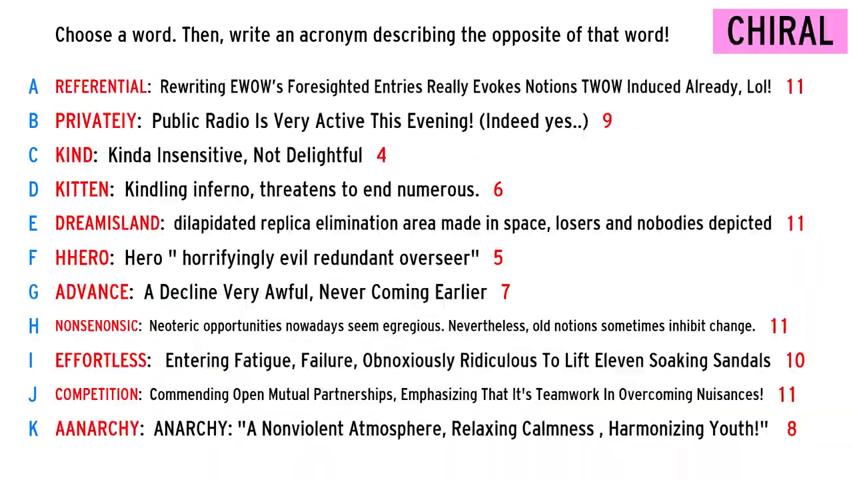 Choose a word. Then, write an acronym describing the opposite of that word! CHIRAL
A REFERENTIAL: Rewriting EWOW's Foresighted Entries Really Evokes Notions TWOW Induced Already, Lol! 11
B PRIVATEIY: Public Radio Is Very Active This Evening! (Indeed yes..) 9
C KIND: Kinda Insensitive, Not Delightful 4
D KITTEN: Kindling inferno, threatens to end numerous. 6
E DREAMISLAND: dilapidated replica elimination area made in space, losers and nobodies depicted 11
F HHERO: Hero " horrifyingly evil redundant overseer" 5
G ADVANCE: A Decline Very Awful, Never Coming Earlier 7
H NONSENONSIC: Neoteric opportunities nowadays seem egregious. Nevertheless, old notions sometimes inhibit change. 11
I EFFORTLESS: Entering Fatigue, Failure, Obnoxiously Ridiculous To Lift Eleven Soaking Sandals 10
J COMPETITION: Commending Open Mutual Partnerships, Emphasizing That It's Teamwork In Overcoming Nuisances! 11
K AANARCHY: ANARCHY: "A Nonviolent Atmosphere, Relaxing Calmness , Harmonizing Youth!" 8